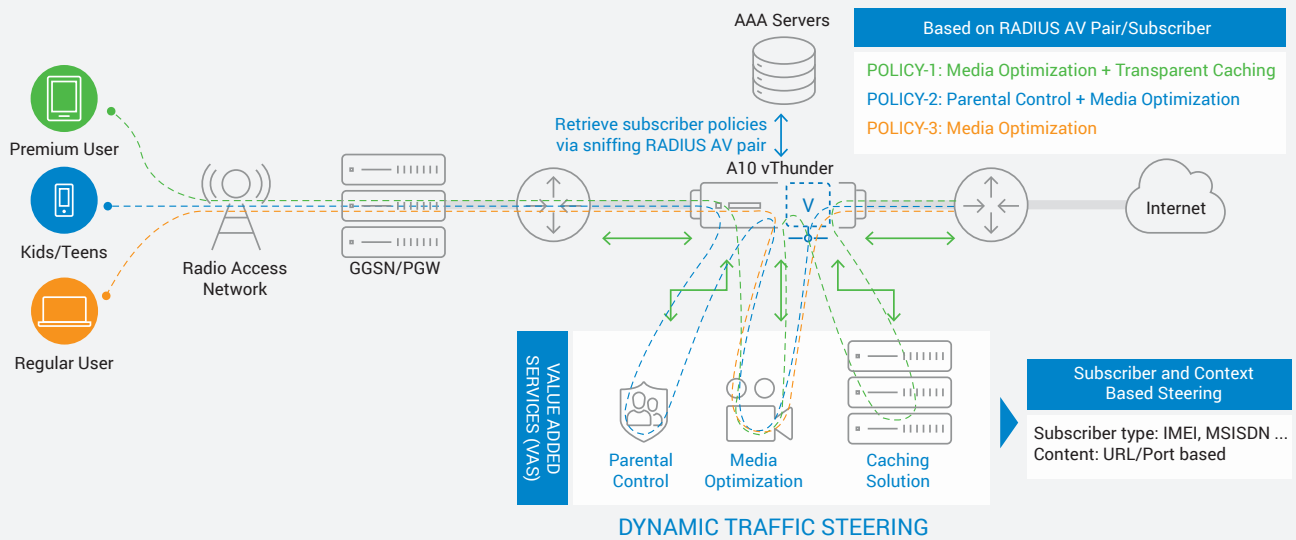 AAA Servers
Based on RADIUS AV Pair/Subscriber
POLICY-1: Media Optimization + Transparent Caching
POLICY-2: Parental Control + Media Optimization
POLICY-3: Media Optimization
Retrieve subscriber policies
via sniffing RADIUS AV pair
A10 vThunder
V
Premium User
Kids/Teens
Regular User
Radio Access
Network
GGSN/PGW
Internet
VALUE ADDED
SERVICES (VAS)
Parental
Control
Media
Optimization
Caching
Solution
Subscriber and Context
Based Steering
Subscriber type: IMEI, MSISDN ...
Content: URL/Port based
DYNAMIC TRAFFIC STEERING